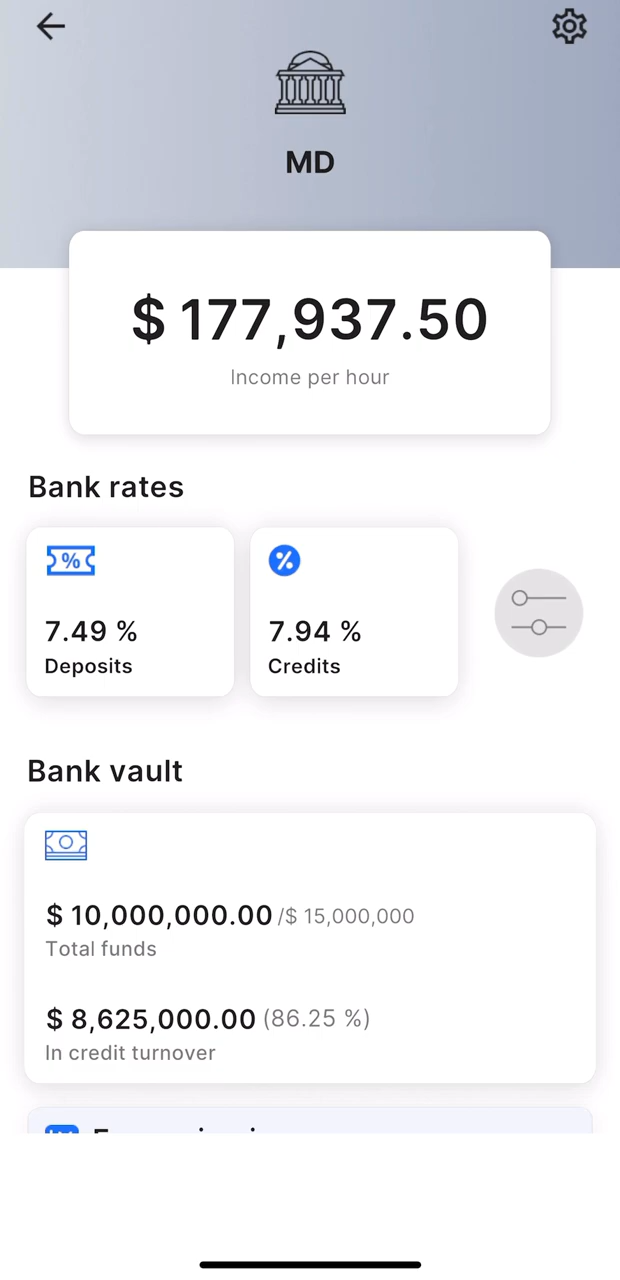 MD
$ 177,937.50
Income per hour
Bank rates
%
7.49 %
Deposits
%
7.94 %
Credits
Bank vault
$ 10,000,000.00 /$ 15,000,000
Total funds
$ 8,625,000.00 (86.25 %)
In credit turnover